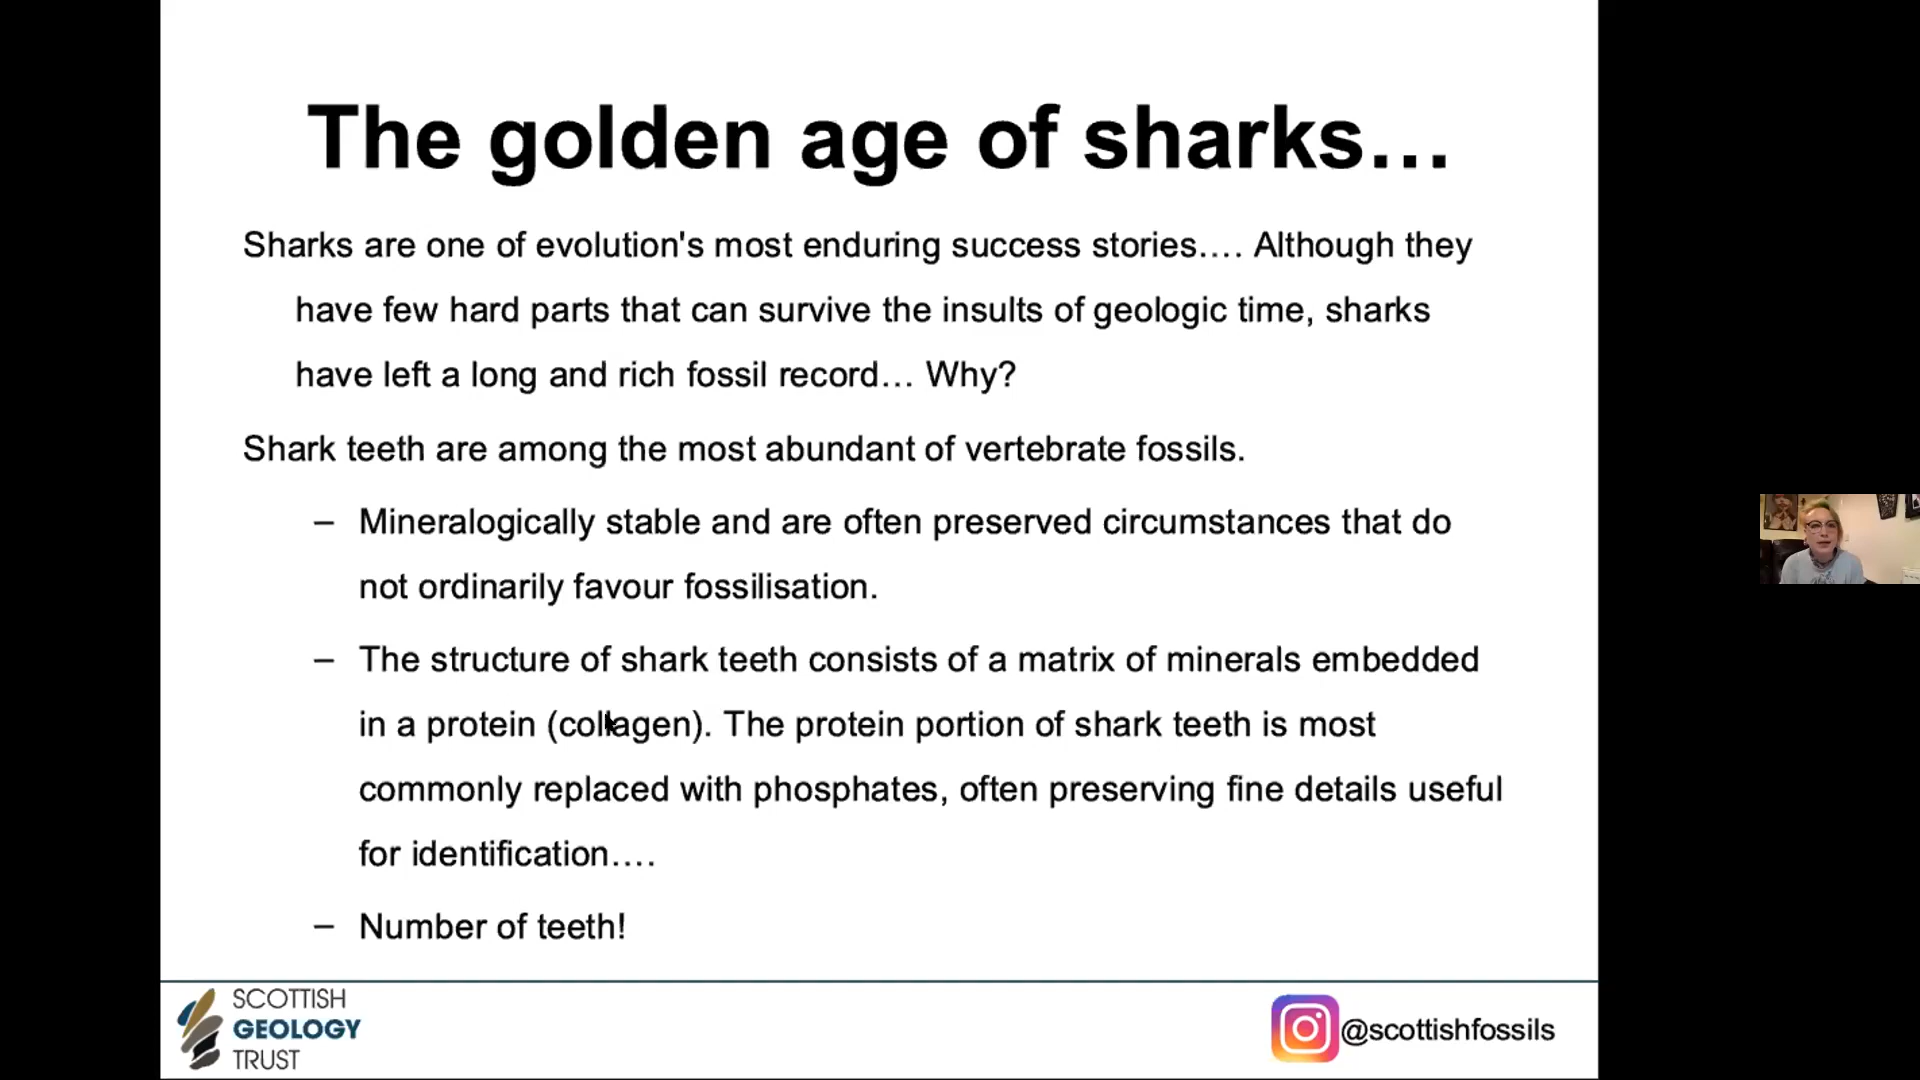 The golden age of sharks…
Sharks are one of evolution's most enduring success stories…. Although they
have few hard parts that can survive the insults of geologic time, sharks
have left a long and rich fossil record… Why?
Shark teeth are among the most abundant of vertebrate fossils.
– Mineralogically stable and are often preserved circumstances that do
not ordinarily favour fossilisation.
– The structure of shark teeth consists of a matrix of minerals embedded
in a protein (collagen). The protein portion of shark teeth is most
commonly replaced with phosphates, often preserving fine details useful
for identification….
– Number of teeth!
SCOTTISH
GEOLOGY
TRUST
@scottishfossils